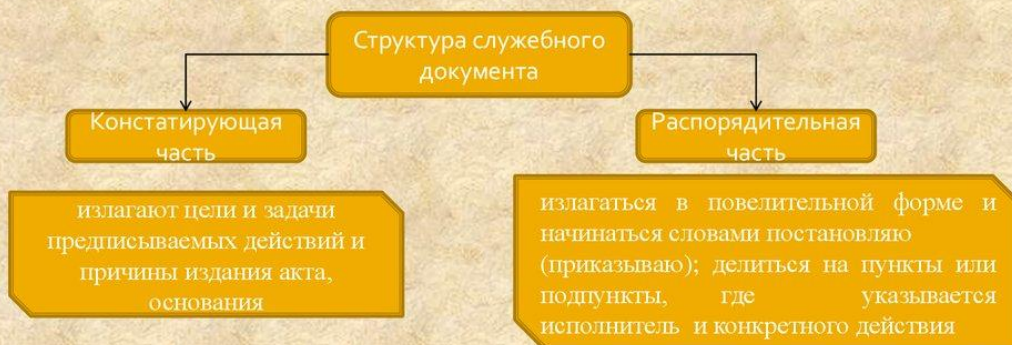 Структура служебного
документа
Констатирующая
часть
Распорядительная
часть
излагают цели и задачи
предписываемых действий и
причины издания акта,
основания
излагаться в повелительной форме и
начинаться словами постановляю
(приказываю); делиться на пункты или
подпункты, где указывается
исполнитель и конкретного действия